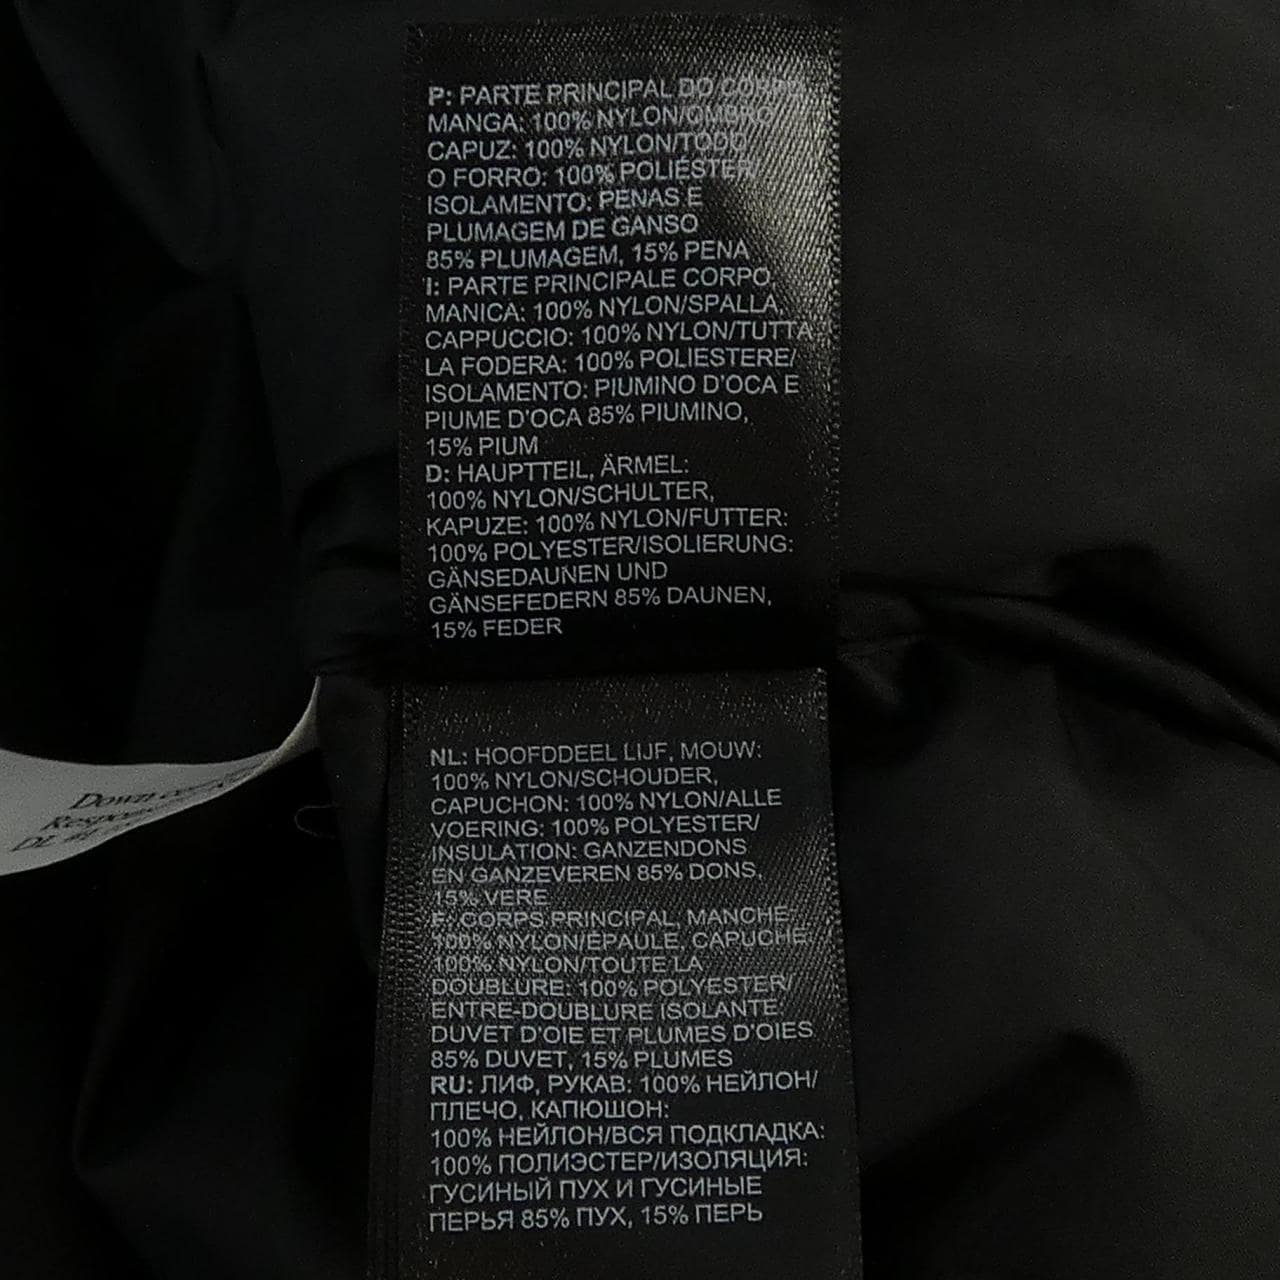 P: PARTE PRINCIPAL DO CORPO,
MANGA: 100% NYLON/OMBRO
CAPUZ: 100% NYLON/TODO
O FORRO: 100% POLIÉSTER/
ISOLAMENTO: PENAS E
PLUMAGEM DE GANSO
85% PLUMAGEM, 15% PENA
I: PARTE PRINCIPALE CORPO,
MANICA: 100% NYLON/SPALLA,
CAPPUCCIO: 100% NYLON/TUTTA
LA FODERA: 100% POLIESTERE/
ISOLAMENTO: PIUMINO D'OCA E
PIUME D'OCA 85% PIUMINO,
15% PIUM
D: HAUPTTEIL, ÄRMEL:
100% NYLON/SCHULTER,
KAPUZE: 100% NYLON/FUTTER:
100% POLYESTER/ISOLIERUNG:
GÄNSEDAUNEN UND
GÄNSEFEDERN 85% DAUNEN,
15% FEDER
NL: HOOFDDEEL LIJF, MOUW:
100% NYLON/SCHOUDER,
CAPUCHON: 100% NYLON/ALLE
VOERING: 100% POLYESTER/
INSULATION: GANZENDONS
EN GANZEVEREN 85% DONS,
15% VERE
F: CORPS PRINCIPAL, MANCHE:
100% NYLON/ÉPAULE, CAPUCHE:
100% NYLON/TOUTE LA
DOUBLURE: 100% POLYESTER/
ENTRE-DOUBLURE ISOLANTE:
DUVET D'OIE ET PLUMES D'OIES
85% DUVET, 15% PLUMES
RU: ЛИФ, РУКАВ: 100% НЕЙЛОН/
ПЛЕЧО, КАПЮШОН:
100% НЕЙЛОН/ВСЯ ПОДКЛАДКА:
100% ПОЛИЭСТЕР/ИЗОЛЯЦИЯ:
ГУСИНЫЙ ПУХ И ГУСИНЫЕ
ПЕРЬЯ 85% ПУХ, 15% ПЕРЬ
Down